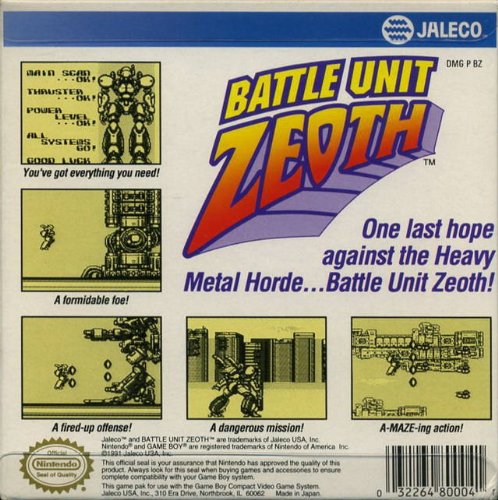 JALECO
DMG P BZ
MAIN SCAN
...OK!
THRUSTER
...OK!
POWER
LEVEL
...OK!
ALL
SYSTEMS
GO!
GOOD LUCK
You've got everything you need!
BATTLE UNIT
ZEOTH™
One last hope
against the Heavy
Metal Horde...Battle Unit Zeoth!
A formidable foe!
A fired-up offense!
A dangerous mission!
A-MAZE-ing action!
Jaleco™ and BATTLE UNIT ZEOTH™ are trademarks of Jaleco USA, Inc.
Nintendo® and GAME BOY® are registered trademarks of Nintendo of America Inc.
©1991 Jaleco USA, Inc.
Official
Nintendo
Seal of Quality
This official seal is your assurance that Nintendo has approved the quality of this
product. Always look for this seal when buying games and accessories to ensure
complete compatibility with your Game Boy system.
This game pak for use with the Game Boy Compact Video Game System.
Jaleco USA, Inc., 310 Era Drive, Northbrook, IL 60062 Made in Japan.
0 32264 80004